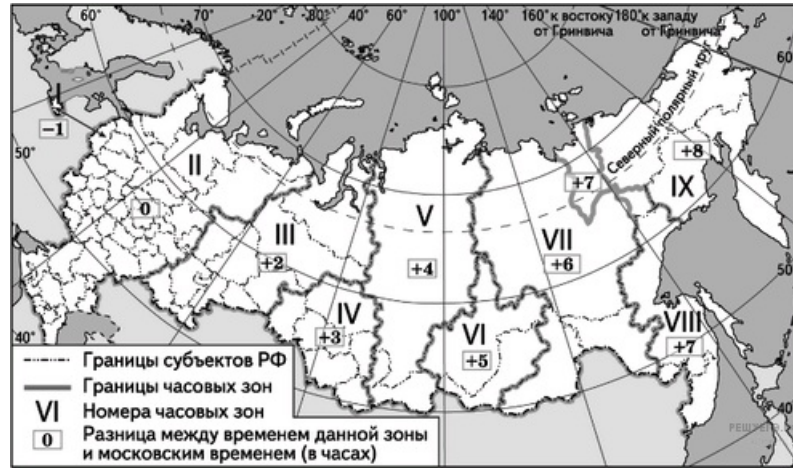 60° 70° -20° 80° 60° 80° 100° 120° 140° 160° к востоку 180° к западу
от Гринвича от Гринвича
Северный полярный круг
60°
I
-1
50°
II
0
III
+2
V
+4
+7
+8
IX
VII
+6
50°
40°
IV
+3
VI
+5
VIII
+7
40°
Границы субъектов РФ
Границы часовых зон
VI Номера часовых зон
0 Разница между временем данной зоны
и московским временем (в часах)